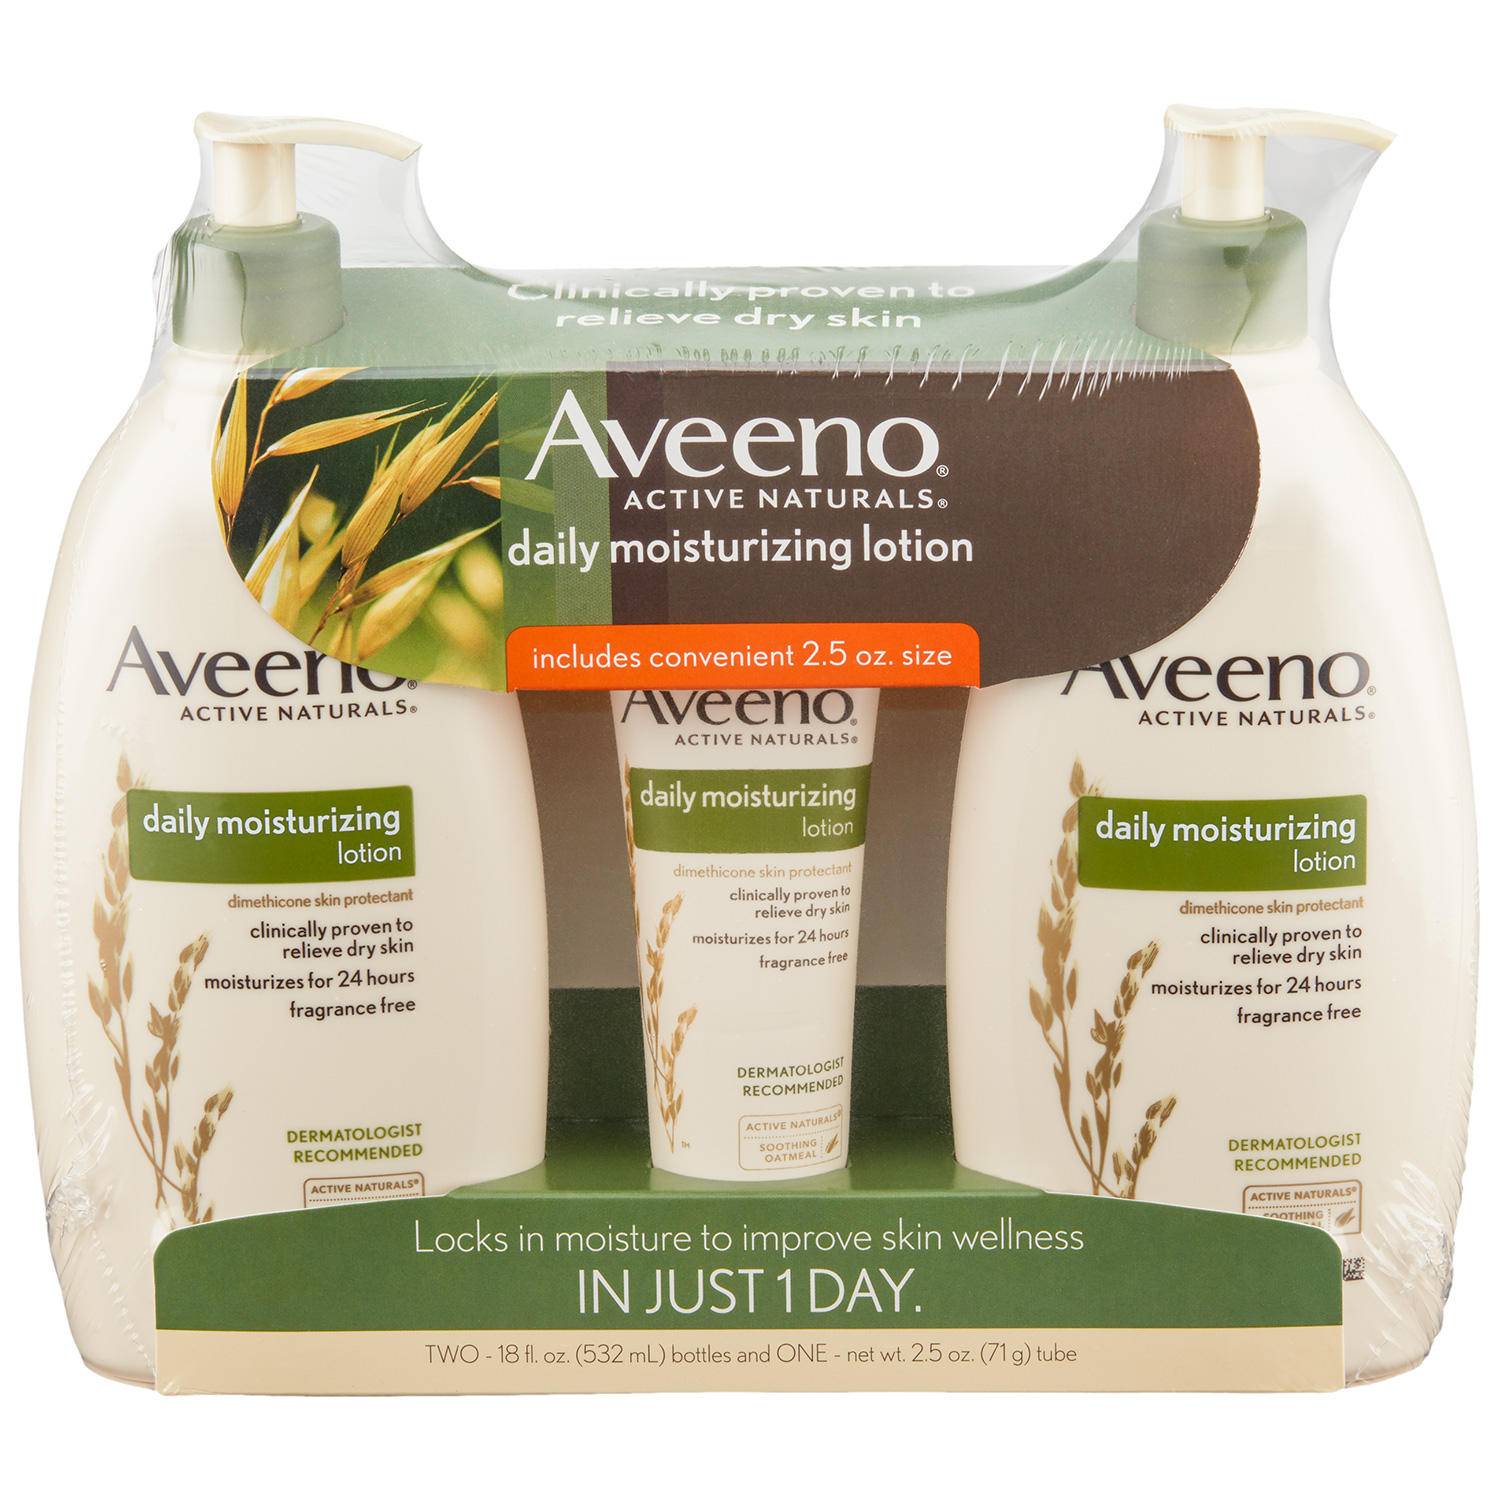 Clinically proven to
relieve dry skin
Aveeno®
ACTIVE NATURALS®
daily moisturizing lotion
includes convenient 2.5 oz. size
Aveeno®
ACTIVE NATURALS®
daily moisturizing
lotion
dimethicone skin protectant
clinically proven to
relieve dry skin
moisturizes for 24 hours
fragrance free
DERMATOLOGIST
RECOMMENDED
ACTIVE NATURALS®
Aveeno®
ACTIVE NATURALS®
daily moisturizing
lotion
dimethicone skin protectant
clinically proven to
relieve dry skin
moisturizes for 24 hours
fragrance free
DERMATOLOGIST
RECOMMENDED
ACTIVE NATURALS®
SOOTHING
OATMEAL
TM
Aveeno®
ACTIVE NATURALS®
daily moisturizing
lotion
dimethicone skin protectant
clinically proven to
relieve dry skin
moisturizes for 24 hours
fragrance free
DERMATOLOGIST
RECOMMENDED
ACTIVE NATURALS®
SOOTHING
Locks in moisture to improve skin wellness
IN JUST 1 DAY.
TWO - 18 fl. oz. (532 mL) bottles and ONE - net wt. 2.5 oz. (71 g) tube